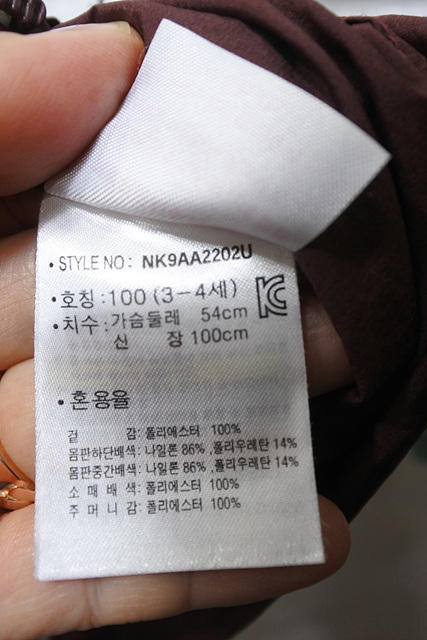 • STYLE NO: NK9AA2202U
• 호칭 : 100 (3-4세)
• 치수 : 가슴둘레 54cm
신 장 100cm
• 혼용율
겉 감: 폴리에스터 100%
몸판하단배색: 나일론 86% ,폴리우레탄 14%
몸판중간배색: 나일론 86% ,폴리우레탄 14%
소 매 배 색: 폴리에스터 100%
주 머 니 감: 폴리에스터 100%